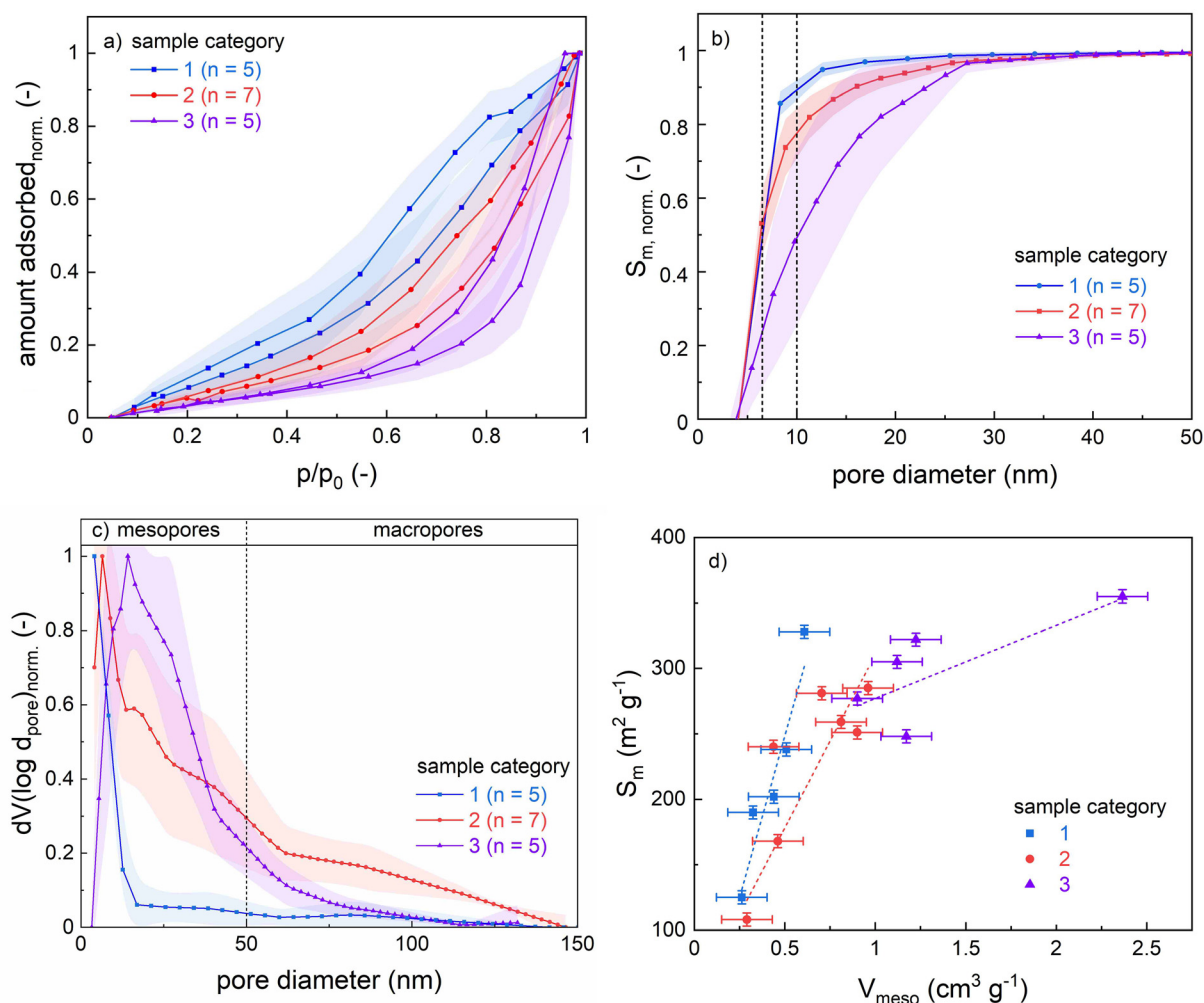 a) sample category
1 (n = 5)
2 (n = 7)
3 (n = 5)
amount adsorbed norm. (-)
1
0.8
0.6
0.4
0.2
0
0 0.2 0.4 0.6 0.8 1
p/p0 (-)
b)
Sm, norm. (-)
1
0.8
0.6
0.4
0.2
0
sample category
1 (n = 5)
2 (n = 7)
3 (n = 5)
0 10 20 30 40 50
pore diameter (nm)
c) mesopores macropores
dV(log dpore)norm. (-)
1
0.8
0.6
0.4
0.2
0
sample category
1 (n = 5)
2 (n = 7)
3 (n = 5)
0 50 100 150
pore diameter (nm)
d)
Sm (m2 g-1)
400
300
200
100
sample category
1
2
3
0 0.5 1 1.5 2 2.5
Vmeso (cm3 g-1)